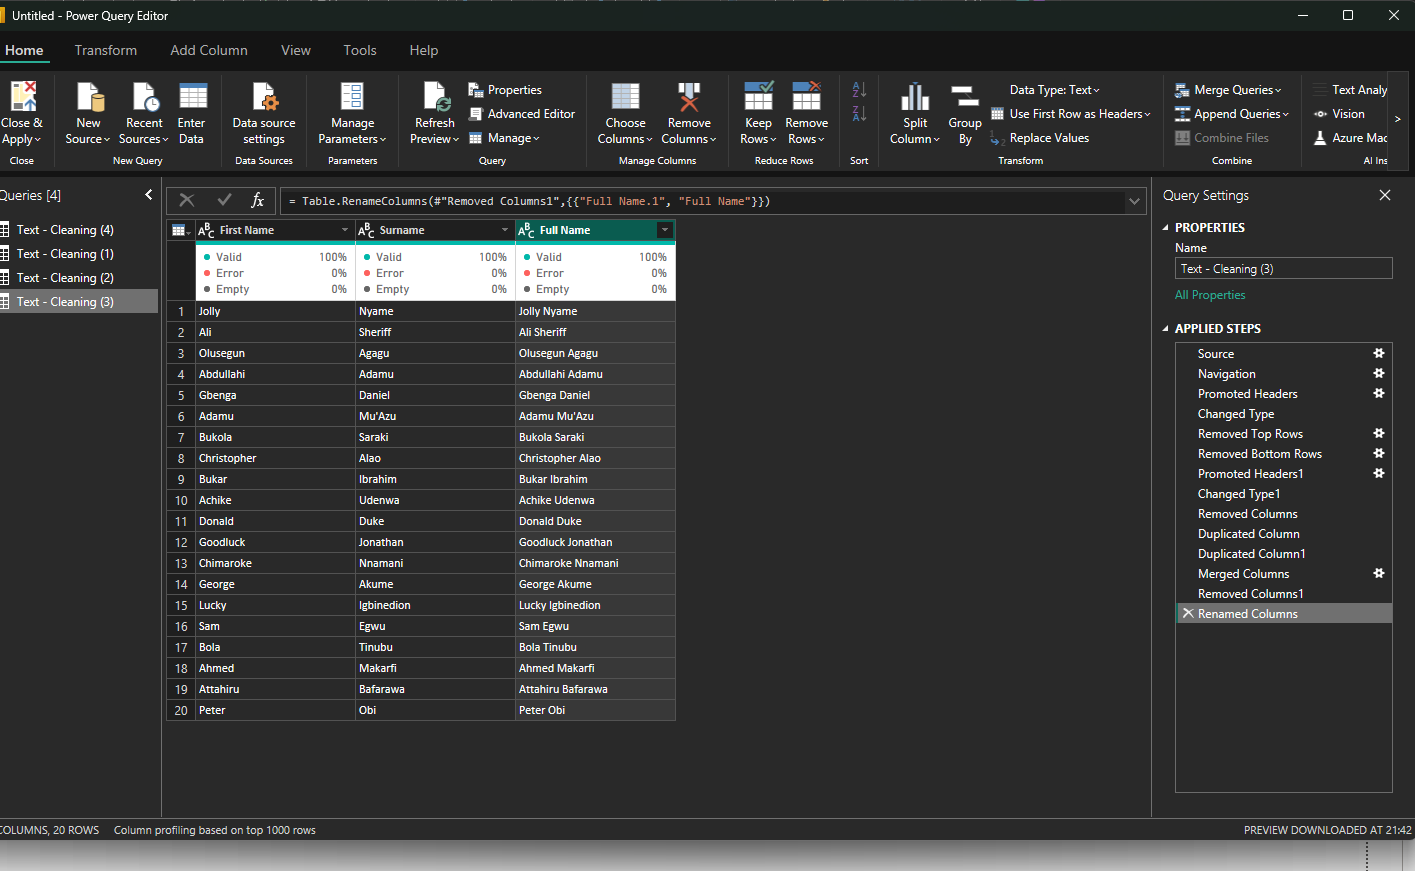 Untitled - Power Query Editor
Home Transform Add Column View Tools Help
Close & Apply
Close
New Source
Recent Sources
Enter Data
New Query
Data source settings
Data Sources
Manage Parameters
Parameters
Refresh Preview
Properties
Advanced Editor
Manage
Query
Choose Columns
Remove Columns
Manage Columns
Keep Rows
Remove Rows
Reduce Rows
Sort
Split Column
Group By
Data Type: Text
Use First Row as Headers
Replace Values
Transform
Merge Queries
Append Queries
Combine Files
Combine
Text Analy
Vision
Azure Mac
AI Ins
Queries [4]
Text - Cleaning (4)
Text - Cleaning (1)
Text - Cleaning (2)
Text - Cleaning (3)
fx = Table.RenameColumns(#"Removed Columns1",{{"Full Name.1", "Full Name"}})
ABC First Name ABC Surname ABC Full Name
Valid 100% Valid 100% Valid 100%
Error 0% Error 0% Error 0%
Empty 0% Empty 0% Empty 0%
1 Jolly Nyame Jolly Nyame
2 Ali Sheriff Ali Sheriff
3 Olusegun Agagu Olusegun Agagu
4 Abdullahi Adamu Abdullahi Adamu
5 Gbenga Daniel Gbenga Daniel
6 Adamu Mu'Azu Adamu Mu'Azu
7 Bukola Saraki Bukola Saraki
8 Christopher Alao Christopher Alao
9 Bukar Ibrahim Bukar Ibrahim
10 Achike Udenwa Achike Udenwa
11 Donald Duke Donald Duke
12 Goodluck Jonathan Goodluck Jonathan
13 Chimaroke Nnamani Chimaroke Nnamani
14 George Akume George Akume
15 Lucky Igbinedion Lucky Igbinedion
16 Sam Egwu Sam Egwu
17 Bola Tinubu Bola Tinubu
18 Ahmed Makarfi Ahmed Makarfi
19 Attahiru Bafarawa Attahiru Bafarawa
20 Peter Obi Peter Obi
Query Settings
PROPERTIES
Name
Text - Cleaning (3)
All Properties
APPLIED STEPS
Source
Navigation
Promoted Headers
Changed Type
Removed Top Rows
Removed Bottom Rows
Promoted Headers1
Changed Type1
Removed Columns
Duplicated Column
Duplicated Column1
Merged Columns
Removed Columns1
Renamed Columns
COLUMNS, 20 ROWS Column profiling based on top 1000 rows
PREVIEW DOWNLOADED AT 21:42